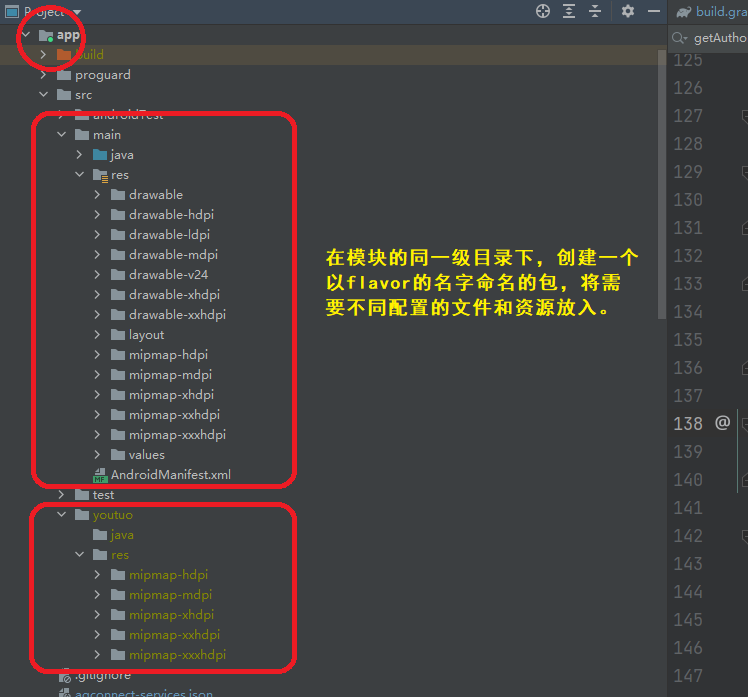 Project
build.gra
app
getAutho
build
proguard
src
androidTest
main
java
res
drawable
drawable-hdpi
drawable-ldpi
drawable-mdpi
drawable-v24
drawable-xhdpi
drawable-xxhdpi
layout
mipmap-hdpi
mipmap-mdpi
mipmap-xhdpi
mipmap-xxhdpi
mipmap-xxxhdpi
values
AndroidManifest.xml
test
youtuo
java
res
mipmap-hdpi
mipmap-mdpi
mipmap-xhdpi
mipmap-xxhdpi
mipmap-xxxhdpi
.gitignore
agconnect-services.json
在模块的同一级目录下，创建一个
以flavor的名字命名的包，将需
要不同配置的文件和资源放入。
125
126
127
128
129
130
131
132
133
134
135
136
137
138 @
139
140
141
142
143
144
145
146
147